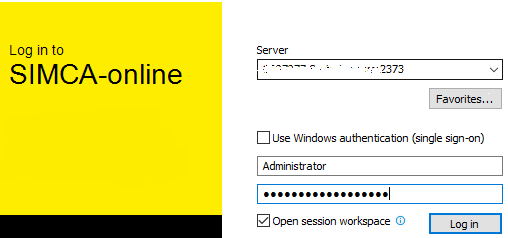 Log in to
SIMCA-online
Server
2373
Favorites...
Use Windows authentication (single sign-on)
Administrator
••••••••••••••••••
Open session workspace
Log in